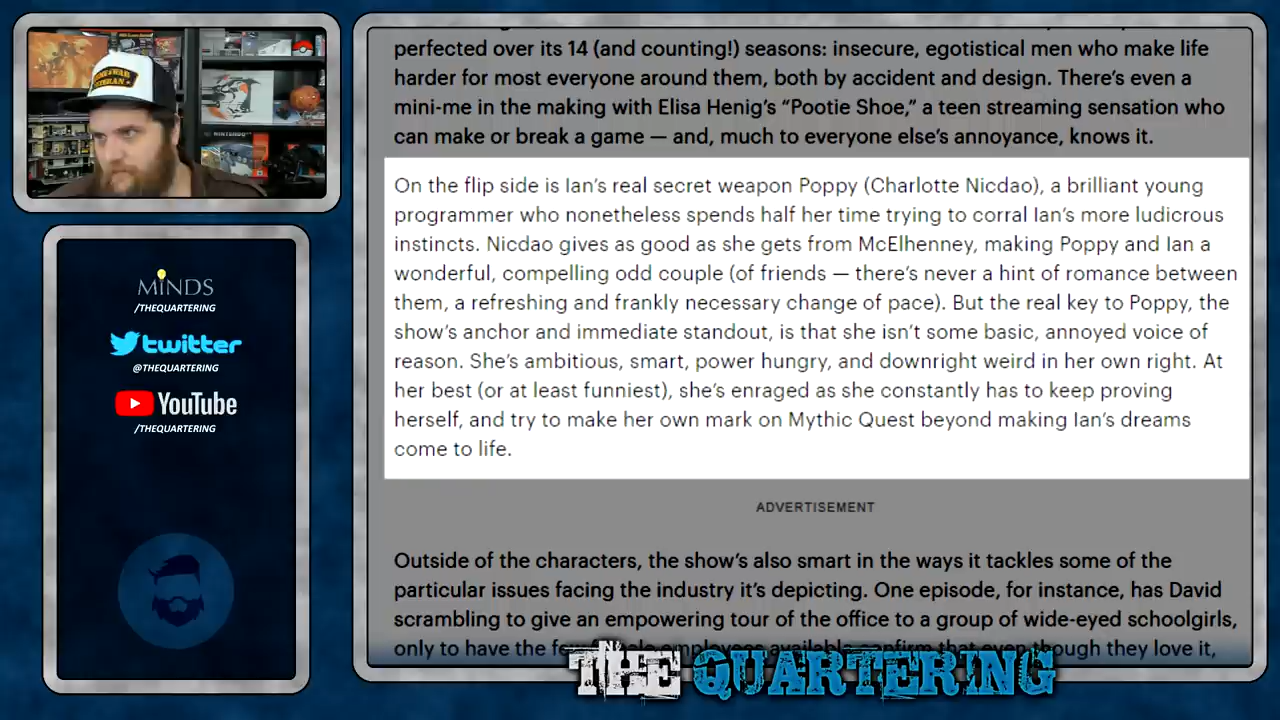 perfected over its 14 (and counting!) seasons: insecure, egotistical men who make life
harder for most everyone around them, both by accident and design. There's even a
mini-me in the making with Elisa Henig's “Pootie Shoe,” a teen streaming sensation who
can make or break a game — and, much to everyone else's annoyance, knows it.
On the flip side is Ian's real secret weapon Poppy (Charlotte Nicdao), a brilliant young
programmer who nonetheless spends half her time trying to corral Ian's more ludicrous
instincts. Nicdao gives as good as she gets from McElhenney, making Poppy and Ian a
wonderful, compelling odd couple (of friends — there's never a hint of romance between
them, a refreshing and frankly necessary change of pace). But the real key to Poppy, the
show's anchor and immediate standout, is that she isn't some basic, annoyed voice of
reason. She's ambitious, smart, power hungry, and downright weird in her own right. At
her best (or at least funniest), she's enraged as she constantly has to keep proving
herself, and try to make her own mark on Mythic Quest beyond making Ian's dreams
come to life.
ADVERTISEMENT
Outside of the characters, the show's also smart in the ways it tackles some of the
particular issues facing the industry it's depicting. One episode, for instance, has David
scrambling to give an empowering tour of the office to a group of wide-eyed schoolgirls,
only to have the though they love it,
MINDS
/THEQUARTERING
twitter
@THEQUARTERING
YouTube
/THEQUARTERING
THE QUARTERING